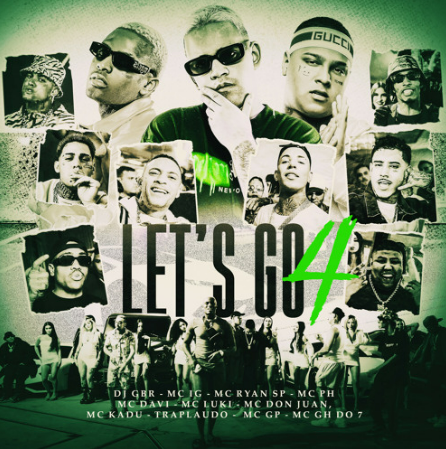 GUCCI
LET'S GO 4
DJ GBR - MC IG - MC RYAN SP - MC PH
MC DAVI - MC LUKI - MC DON JUAN,
MC KADU - TRAPLAUDO - MC GP - MC GH DO 7